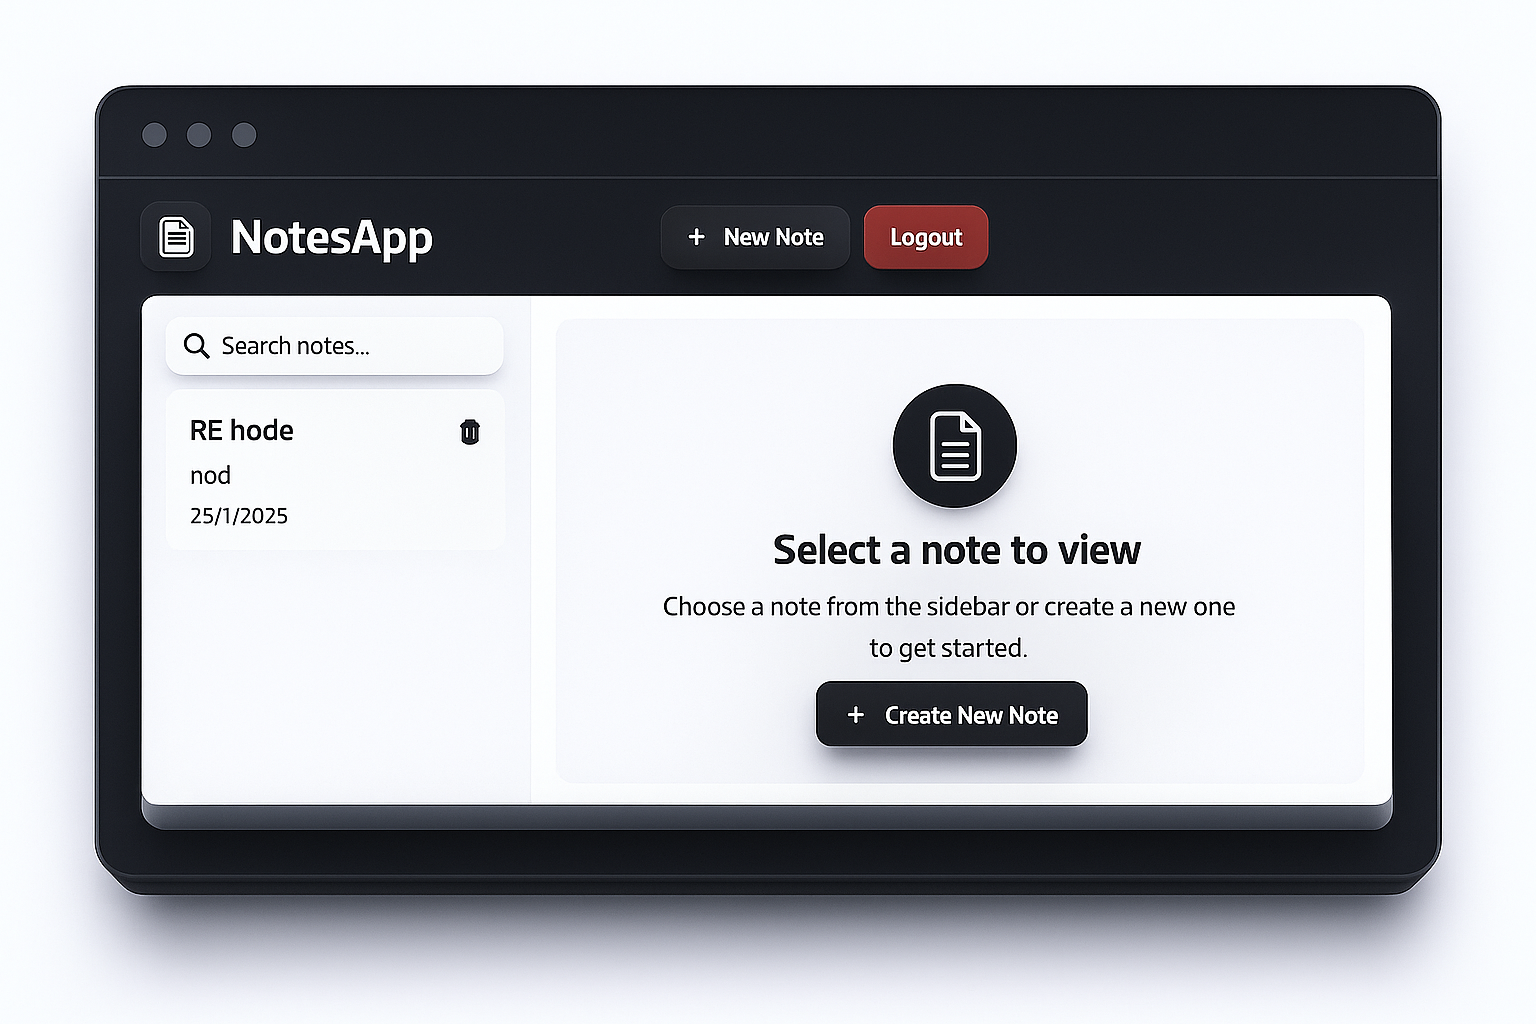 NotesApp
+ New Note
Logout
Search notes...
RE hode
nod
25/1/2025
Select a note to view
Choose a note from the sidebar or create a new one
to get started.
+ Create New Note